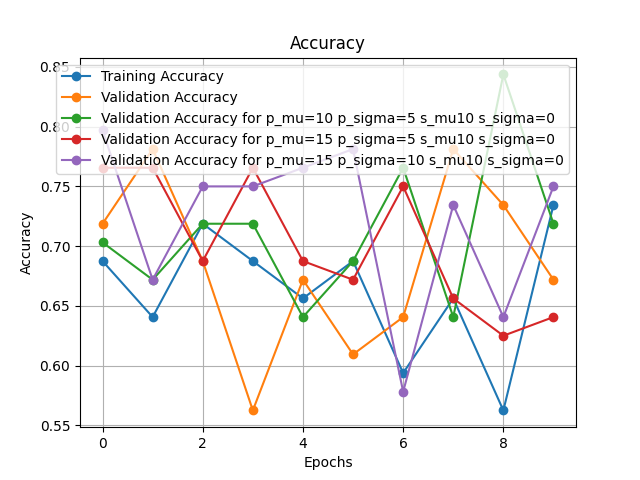 Accuracy
0.85
Training Accuracy
Validation Accuracy
Validation Accuracy for p_mu=10 p_sigma=5 s_mu10 s_sigma=0
0.80
Validation Accuracy for p_mu=15 p_sigma=5 s_mu10 s_sigma=0
Validation Accuracy for p_mu=15 p_sigma=10 s_mu10 s_sigma=0
0.75
0.70
0.65
0.60
0.55
Accuracy
0 2 4 6 8
Epochs